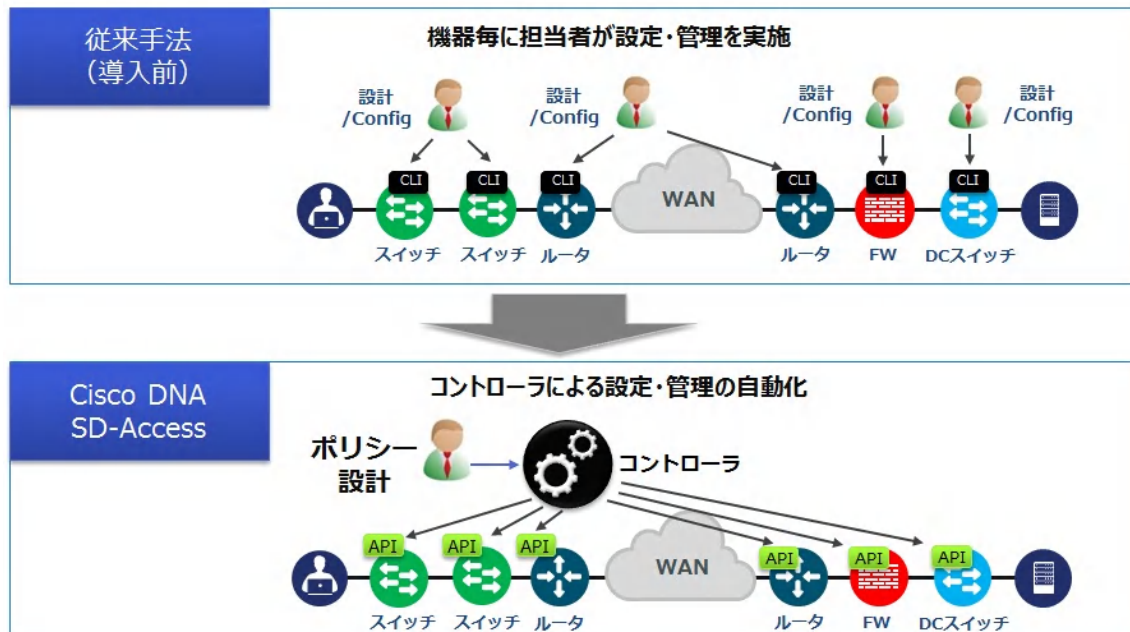 従来手法
（導入前）
機器毎に担当者が設定・管理を実施
設計
/Config
設計
/Config
設計
/Config
設計
/Config
CLI
CLI
CLI
WAN
CLI
CLI
CLI
スイッチ
スイッチ
ルータ
ルータ
FW
DCスイッチ
Cisco DNA
SD-Access
コントローラによる設定・管理の自動化
ポリシー
設計
コントローラ
API
API
API
WAN
API
API
API
スイッチ
スイッチ
ルータ
ルータ
FW
DCスイッチ